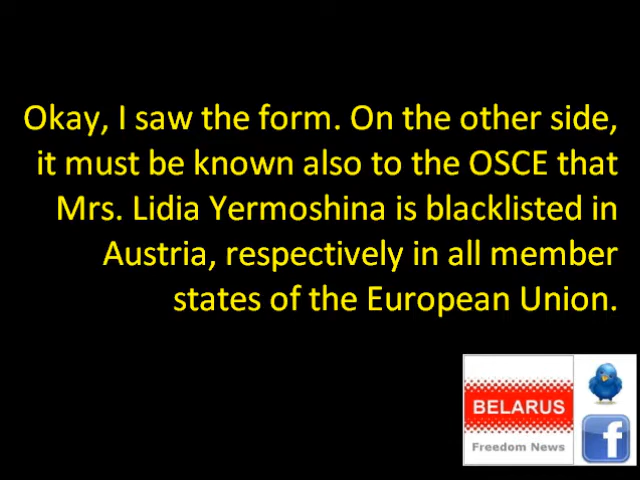 Okay, I saw the form. On the other side,
it must be known also to the OSCE that
Mrs. Lidia Yermoshina is blacklisted in
Austria, respectively in all member
states of the European Union.
BELARUS
Freedom News
f